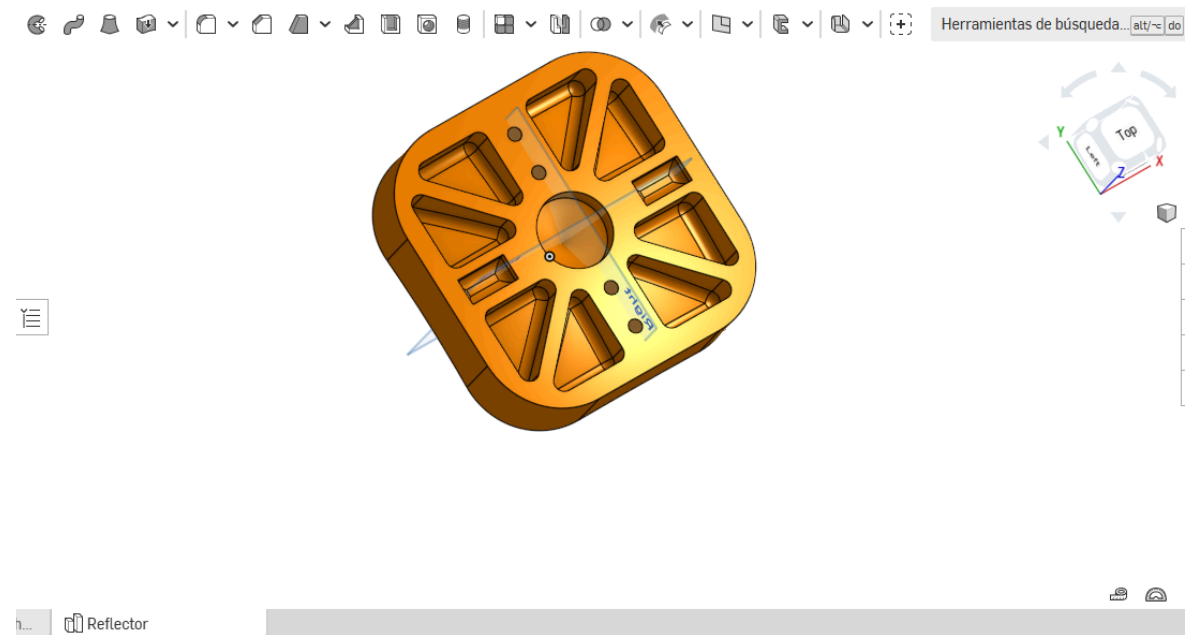 Herramientas de búsqueda... alt/⌥ do
Y
Top
Left
X
Z
Right
h...
Reflector